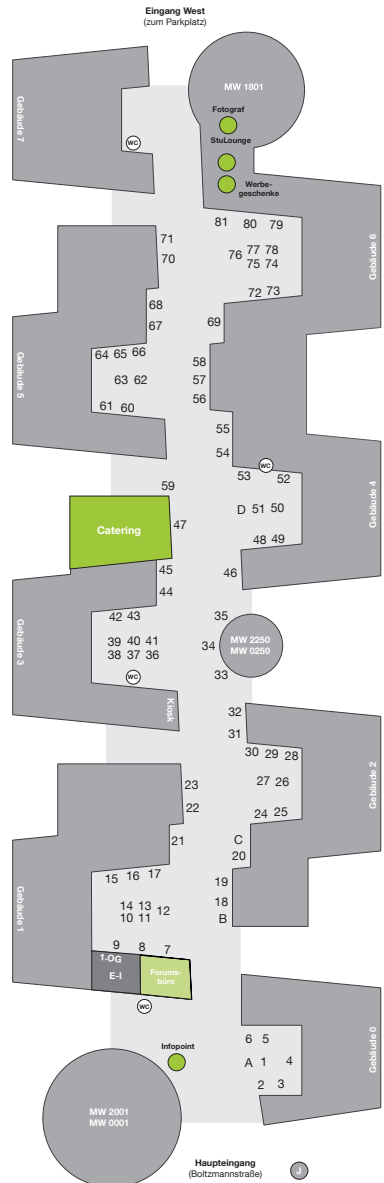 Eingang West
(zum Parkplatz)
MW 1801
Fotograf
StuLounge
Werbe-
geschenke
Gebäude 7
WC
81 80 79
77 78
76
75 74
72 73
Gebäude 6
71
70
68
67
69
64 65 66
63 62
61 60
Gebäude 5
58
57
56
55
54
WC
53 52
D 51 50
48 49
46
Gebäude 4
59
Catering
47
45
44
42 43
39 40 41
38 37 36
WC
Kiosk
Gebäude 3
35
34
33
MW 2250
MW 0250
32
31
30 29 28
27 26
24 25
C
20
19
18
B
Gebäude 2
23
22
21
15 16 17
14 13
12
10 11
9 8 7
1.OG
E-I
Forums-
büro
WC
Gebäude 1
Infopoint
6 5
A 1 4
2 3
Gebäude 0
MW 2001
MW 0001
Haupteingang
(Boltzmannstraße)
J